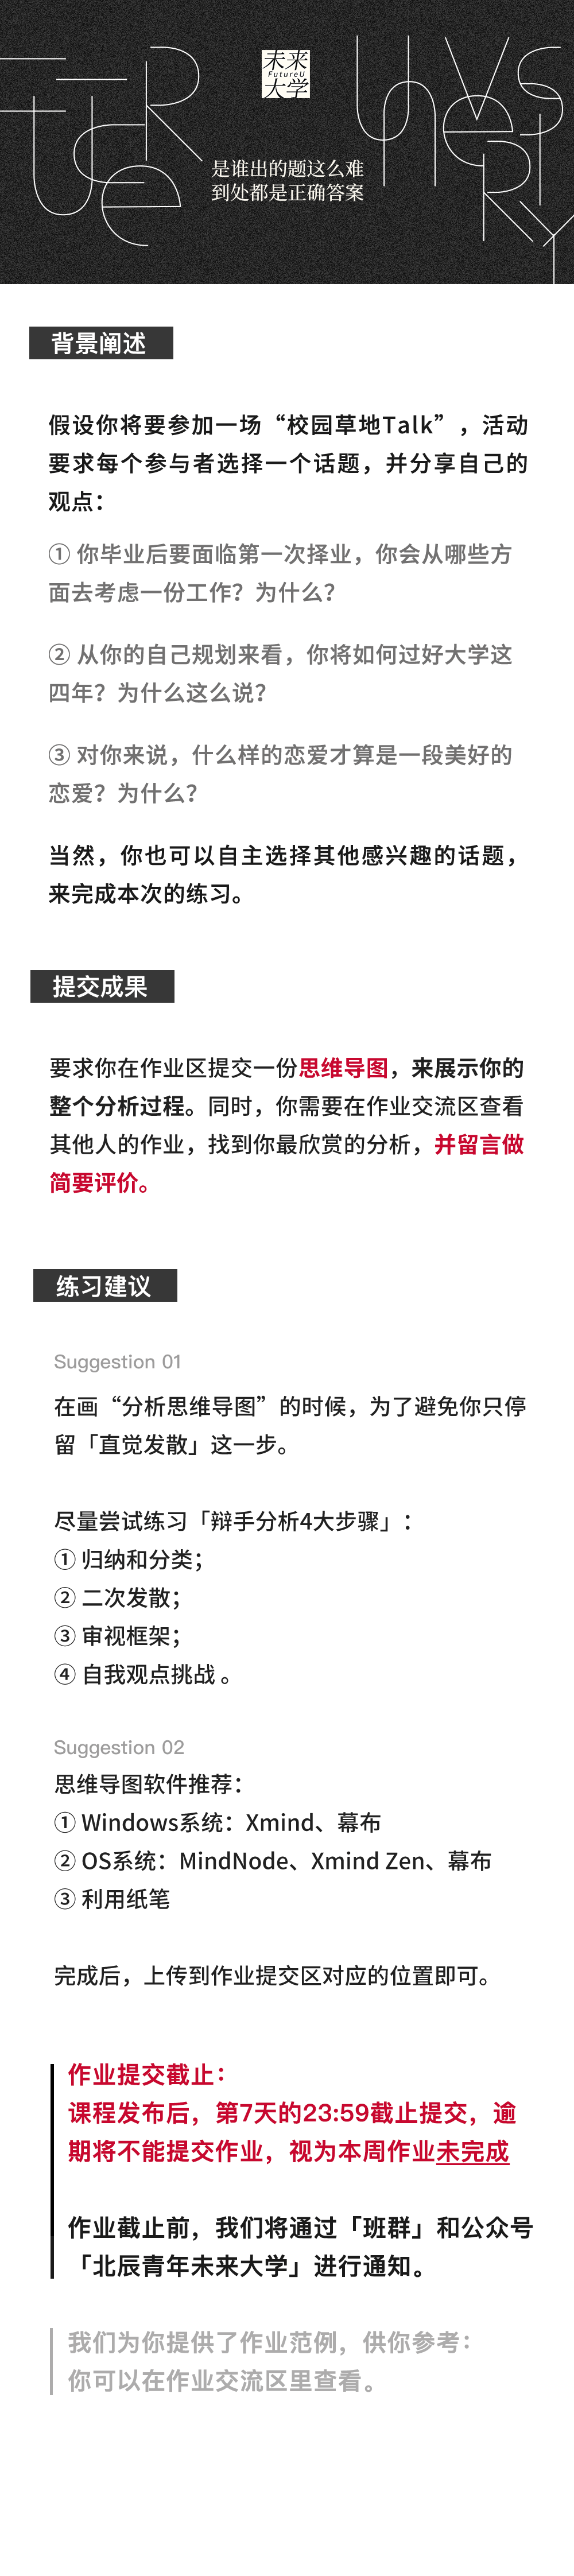 FUTURE
UNIVERSITY
未来
FutureU
大学
是谁出的题这么难
到处都是正确答案
背景阐述
假设你将要参加一场“校园草地Talk”，活动
要求每个参与者选择一个话题，并分享自己的
观点：
① 你毕业后要面临第一次择业，你会从哪些方
面去考虑一份工作？为什么？
② 从你的自己规划来看，你将如何过好大学这
四年？为什么这么说？
③ 对你来说，什么样的恋爱才算是一段美好的
恋爱？为什么？
当然，你也可以自主选择其他感兴趣的话题，
来完成本次的练习。
提交成果
要求你在作业区提交一份思维导图，来展示你的
整个分析过程。同时，你需要在作业交流区查看
其他人的作业，找到你最欣赏的分析，并留言做
简要评价。
练习建议
Suggestion 01
在画“分析思维导图”的时候，为了避免你只停
留「直觉发散」这一步。
尽量尝试练习「辩手分析4大步骤」：
① 归纳和分类；
② 二次发散；
③ 审视框架；
④ 自我观点挑战 。
Suggestion 02
思维导图软件推荐：
① Windows系统：Xmind、幕布
② OS系统：MindNode、Xmind Zen、幕布
③ 利用纸笔
完成后，上传到作业提交区对应的位置即可。
作业提交截止：
课程发布后，第7天的23:59截止提交，逾
期将不能提交作业，视为本周作业未完成
作业截止前，我们将通过「班群」和公众号
「北辰青年未来大学」进行通知。
我们为你提供了作业范例，供你参考：
你可以在作业交流区里查看。